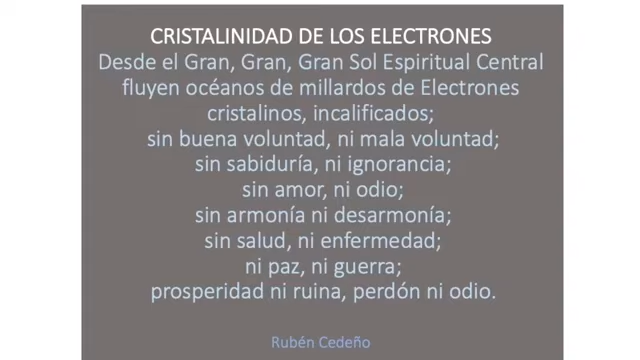 CRISTALINIDAD DE LOS ELECTRONES
Desde el Gran, Gran, Gran Sol Espiritual Central
fluyen océanos de millardos de Electrones
cristalinos, incalificados;
sin buena voluntad, ni mala voluntad;
sin sabiduría, ni ignorancia;
sin amor, ni odio;
sin armonía ni desarmonía;
sin salud, ni enfermedad;
ni paz, ni guerra;
prosperidad ni ruina, perdón ni odio.
Rubén Cedeño